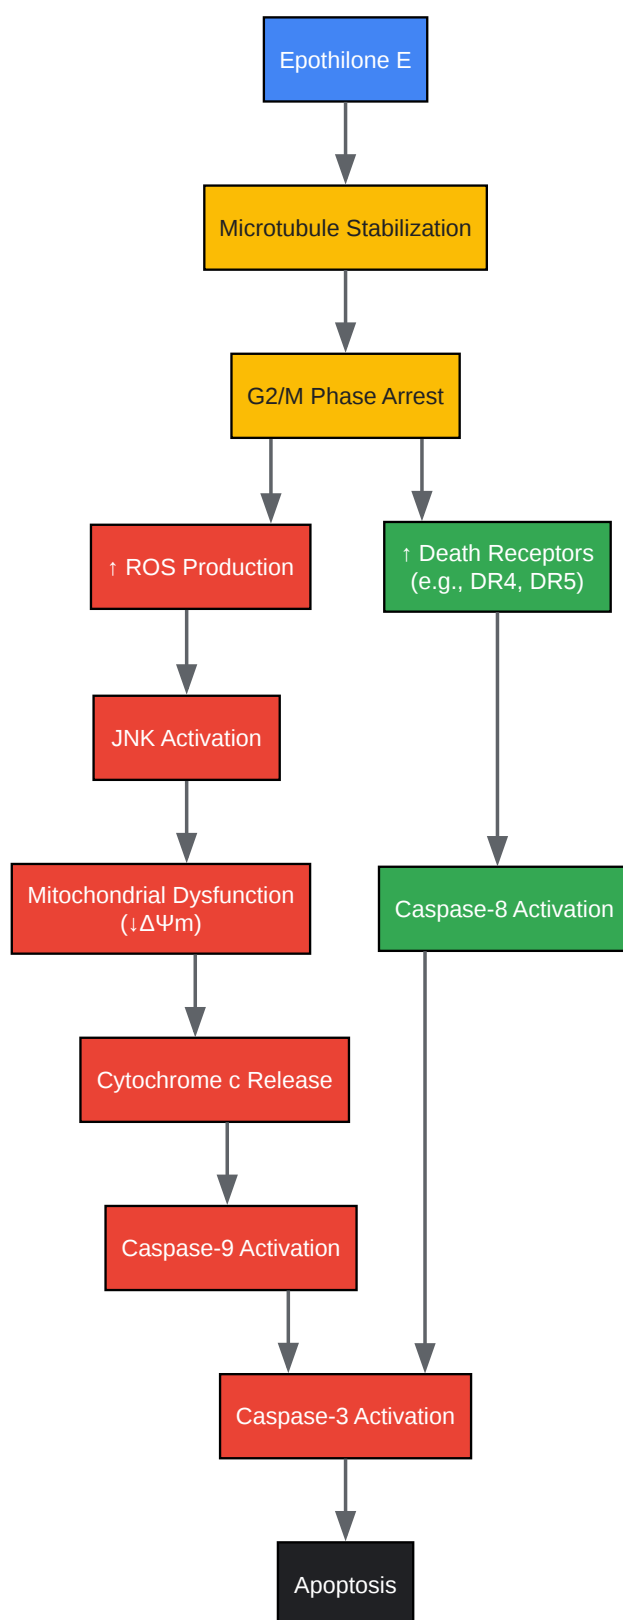 Epothilone E
Microtubule Stabilization
G2/M Phase Arrest
↑ ROS Production
↑ Death Receptors
(e.g., DR4, DR5)
JNK Activation
Mitochondrial Dysfunction
(↓ΔΨm)
Caspase-8 Activation
Cytochrome c Release
Caspase-9 Activation
Caspase-3 Activation
Apoptosis